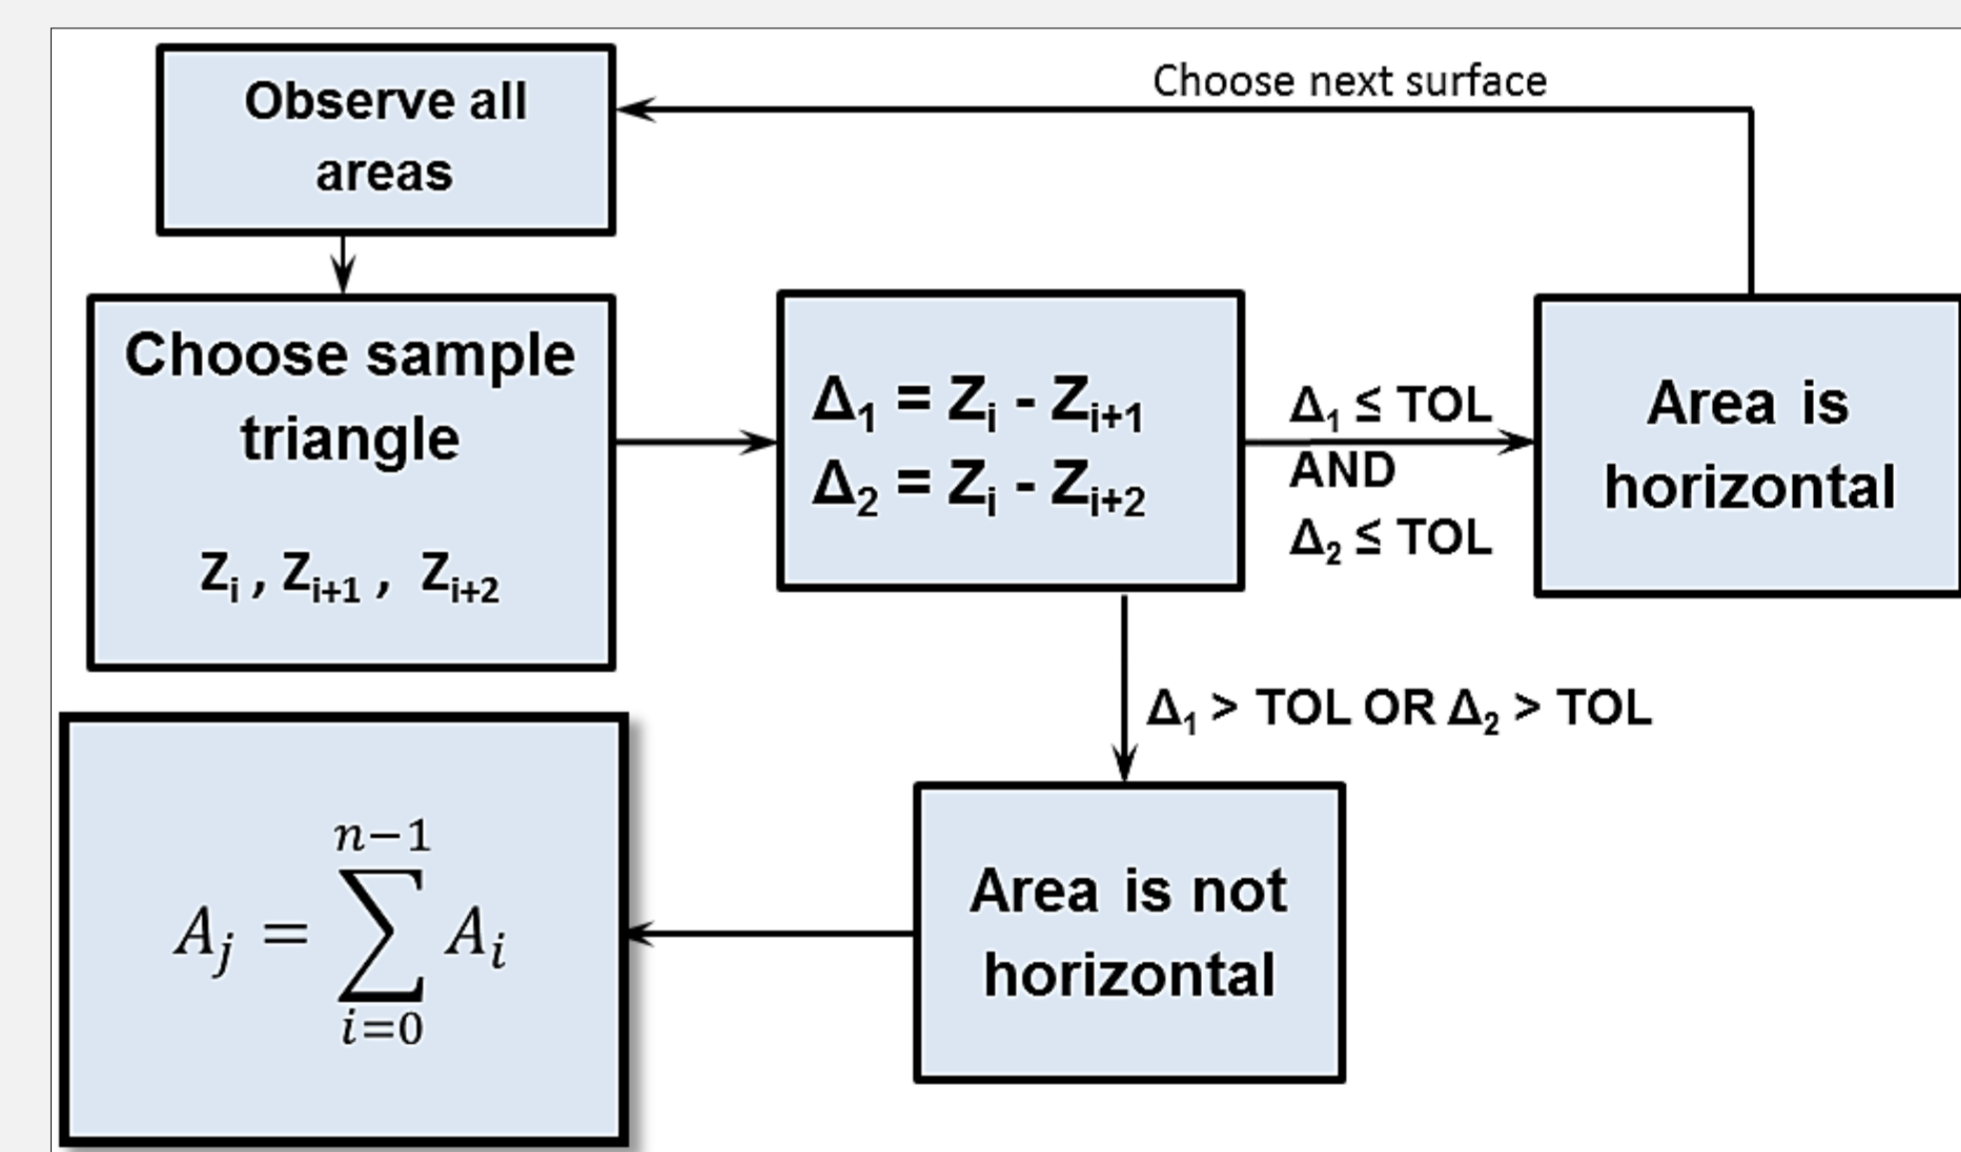 Choose next surface
Observe all
areas
Choose sample
triangle
Zi , Zi+1 , Zi+2
Δ1 = Zi - Zi+1
Δ2 = Zi - Zi+2
Δ1 ≤ TOL
AND
Δ2 ≤ TOL
Area is
horizontal
Δ1 > TOL OR Δ2 > TOL
Area is not
horizontal
n−1
Aj = ∑ Ai
i=0